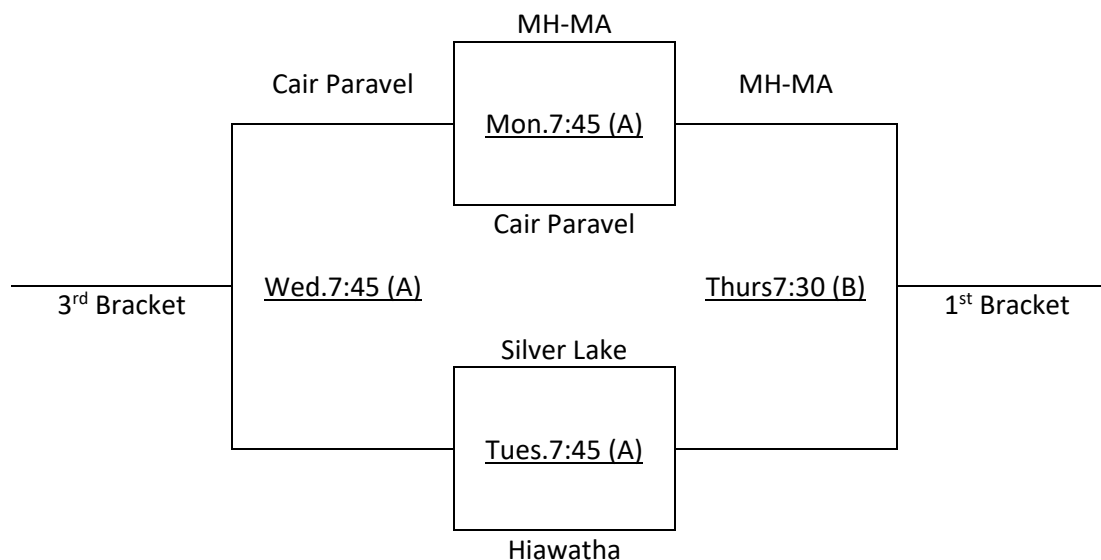 MH-MA
Cair Paravel
MH-MA
Mon.7:45 (A)
Cair Paravel
Wed.7:45 (A)
Thurs7:30 (B)
3rd Bracket
1st Bracket
Silver Lake
Tues.7:45 (A)
Hiawatha